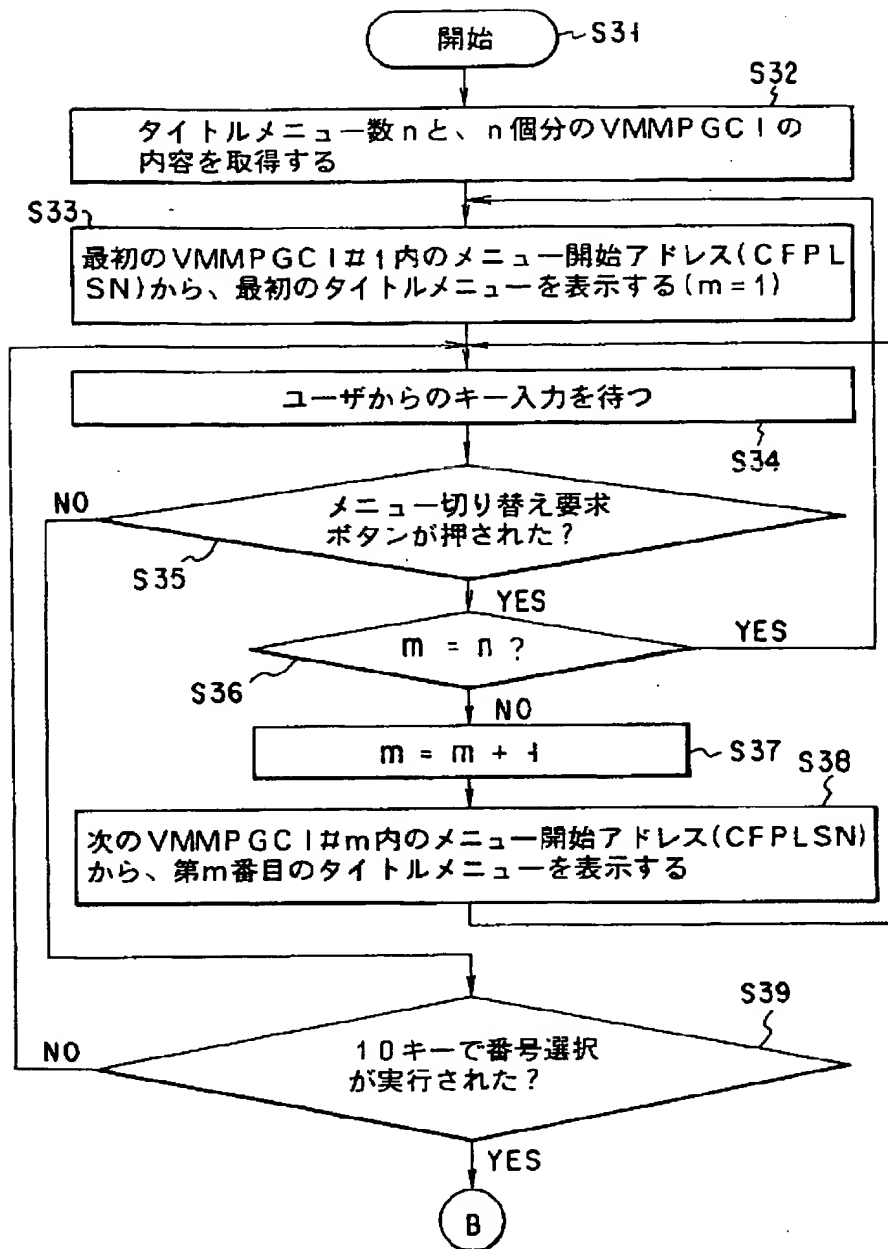 開始
S31
S32
タイトルメニュー数nと、n個分のVMMPGCIの
内容を取得する
S33
最初のVMMPGCI#1内のメニュー開始アドレス(CFPL
SN)から、最初のタイトルメニューを表示する(m=1)
ユーザからのキー入力を待つ
S34
NO
メニュー切り替え要求
ボタンが押された?
S35
YES
m = n ?
YES
S36
NO
m = m + 1
S37
S38
次のVMMPGCI#m内のメニュー開始アドレス(CFPLSN)
から、第m番目のタイトルメニューを表示する
S39
NO
10キーで番号選択
が実行された?
YES
B